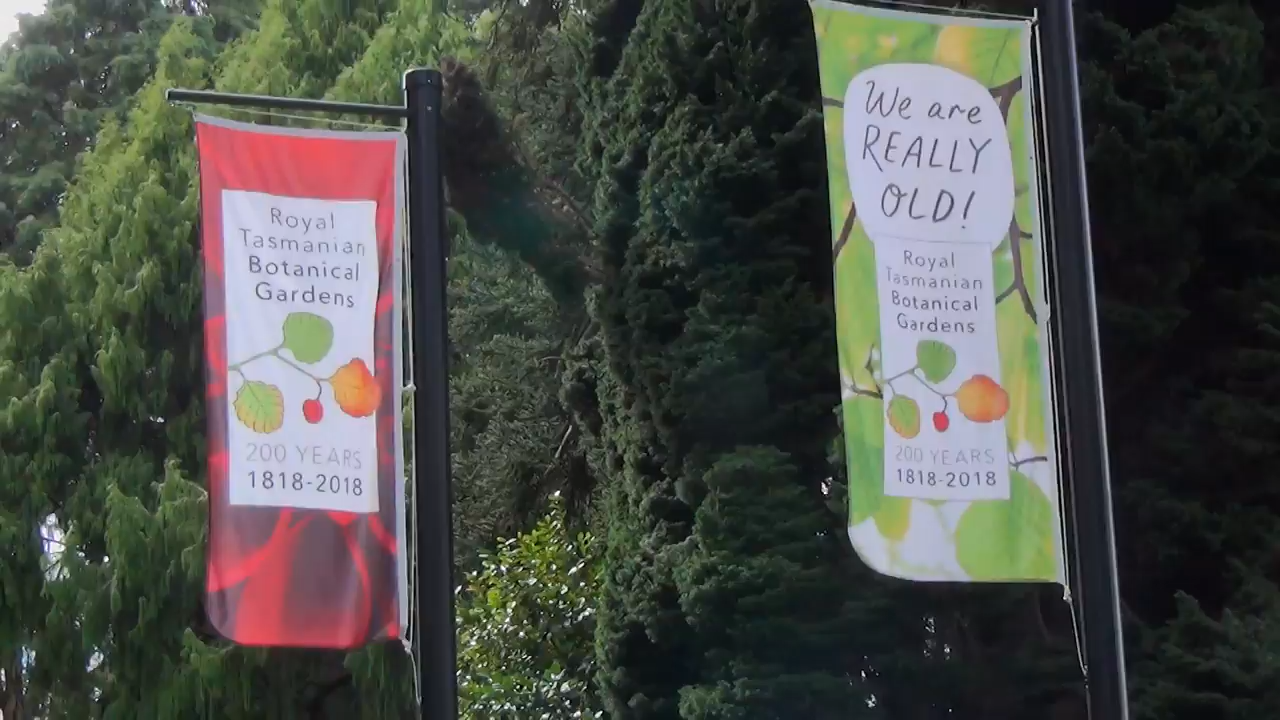 Royal
Tasmanian
Botanical
Gardens
200 YEARS
1818-2018
We are
REALLY
OLD!
Royal
Tasmanian
Botanical
Gardens
200 YEARS
1818-2018